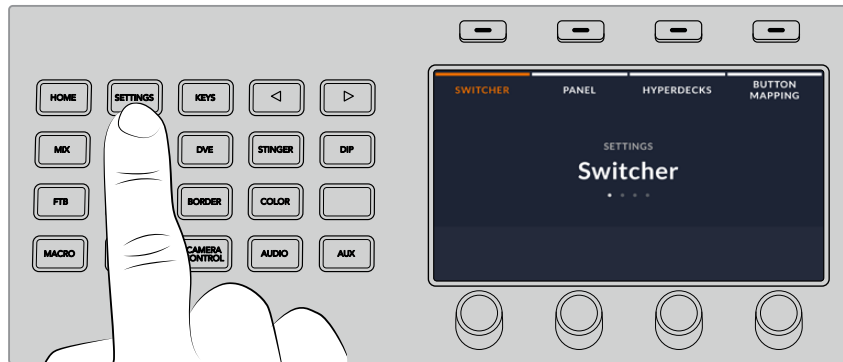 HOME
SETTINGS
KEYS
MIX
DVE
STINGER
DIP
FTB
BORDER
COLOR
MACRO
CAMERA
CONTROL
AUDIO
AUX
SWITCHER
PANEL
HYPERDECKS
BUTTON
MAPPING
SETTINGS
Switcher